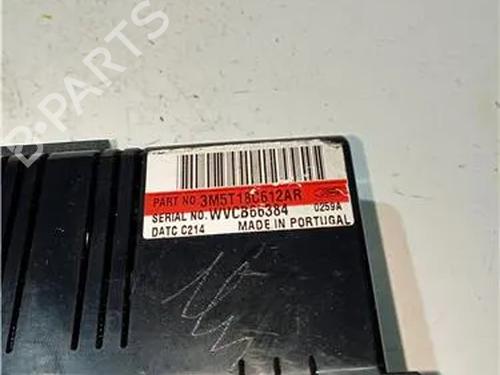 B-PARTS
PART NO. 3M5T18C612AR
SERIAL NO. WVCB66384 0259A
DATC C214 MADE IN PORTUGAL